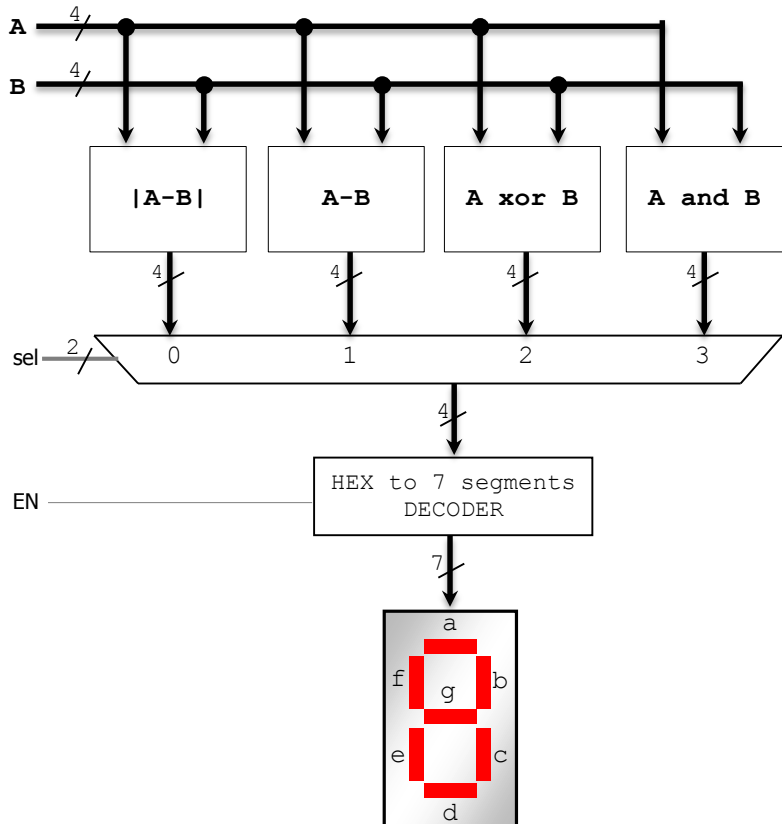 A 4
B 4
|A-B| A-B A xor B A and B
4 4 4 4
sel 2 0 1 2 3
4
EN HEX to 7 segments
DECODER
7
a
f b
g
e c
d